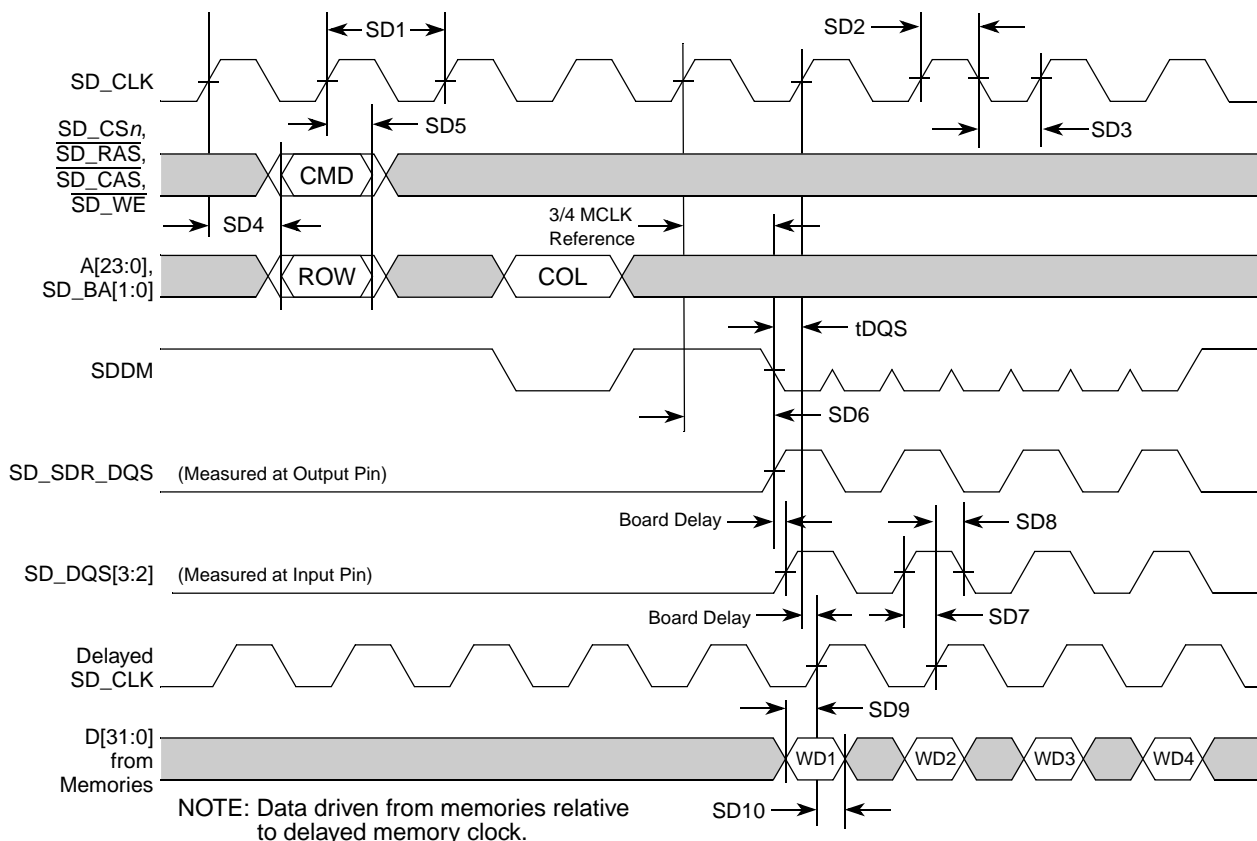 SD1
SD2
SD_CLK
SD5
SD3
SD_CSn,
SD_RAS,
SD_CAS,
SD_WE
CMD
SD4
3/4 MCLK
Reference
A[23:0],
SD_BA[1:0]
ROW
COL
tDQS
SDDM
SD6
SD_SDR_DQS
(Measured at Output Pin)
Board Delay
SD8
SD_DQS[3:2]
(Measured at Input Pin)
Board Delay
SD7
Delayed
SD_CLK
SD9
D[31:0]
from
Memories
WD1
WD2
WD3
WD4
SD10
NOTE: Data driven from memories relative
to delayed memory clock.